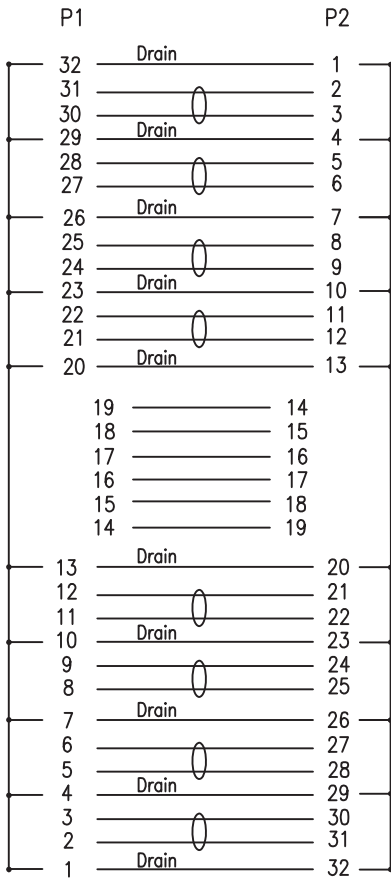 P1 P2
32 Drain 1
31 2
30 3
29 Drain 4
28 5
27 6
26 Drain 7
25 8
24 9
23 Drain 10
22 11
21 12
20 Drain 13
19 14
18 15
17 16
16 17
15 18
14 19
13 Drain 20
12 21
11 22
10 Drain 23
9 24
8 25
7 Drain 26
6 27
5 28
4 Drain 29
3 30
2 31
1 Drain 32